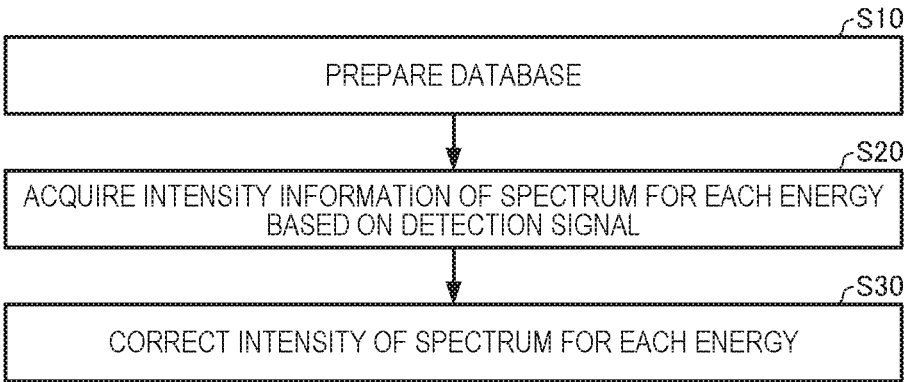 S10
PREPARE DATABASE
S20
ACQUIRE INTENSITY INFORMATION OF SPECTRUM FOR EACH ENERGY
BASED ON DETECTION SIGNAL
S30
CORRECT INTENSITY OF SPECTRUM FOR EACH ENERGY